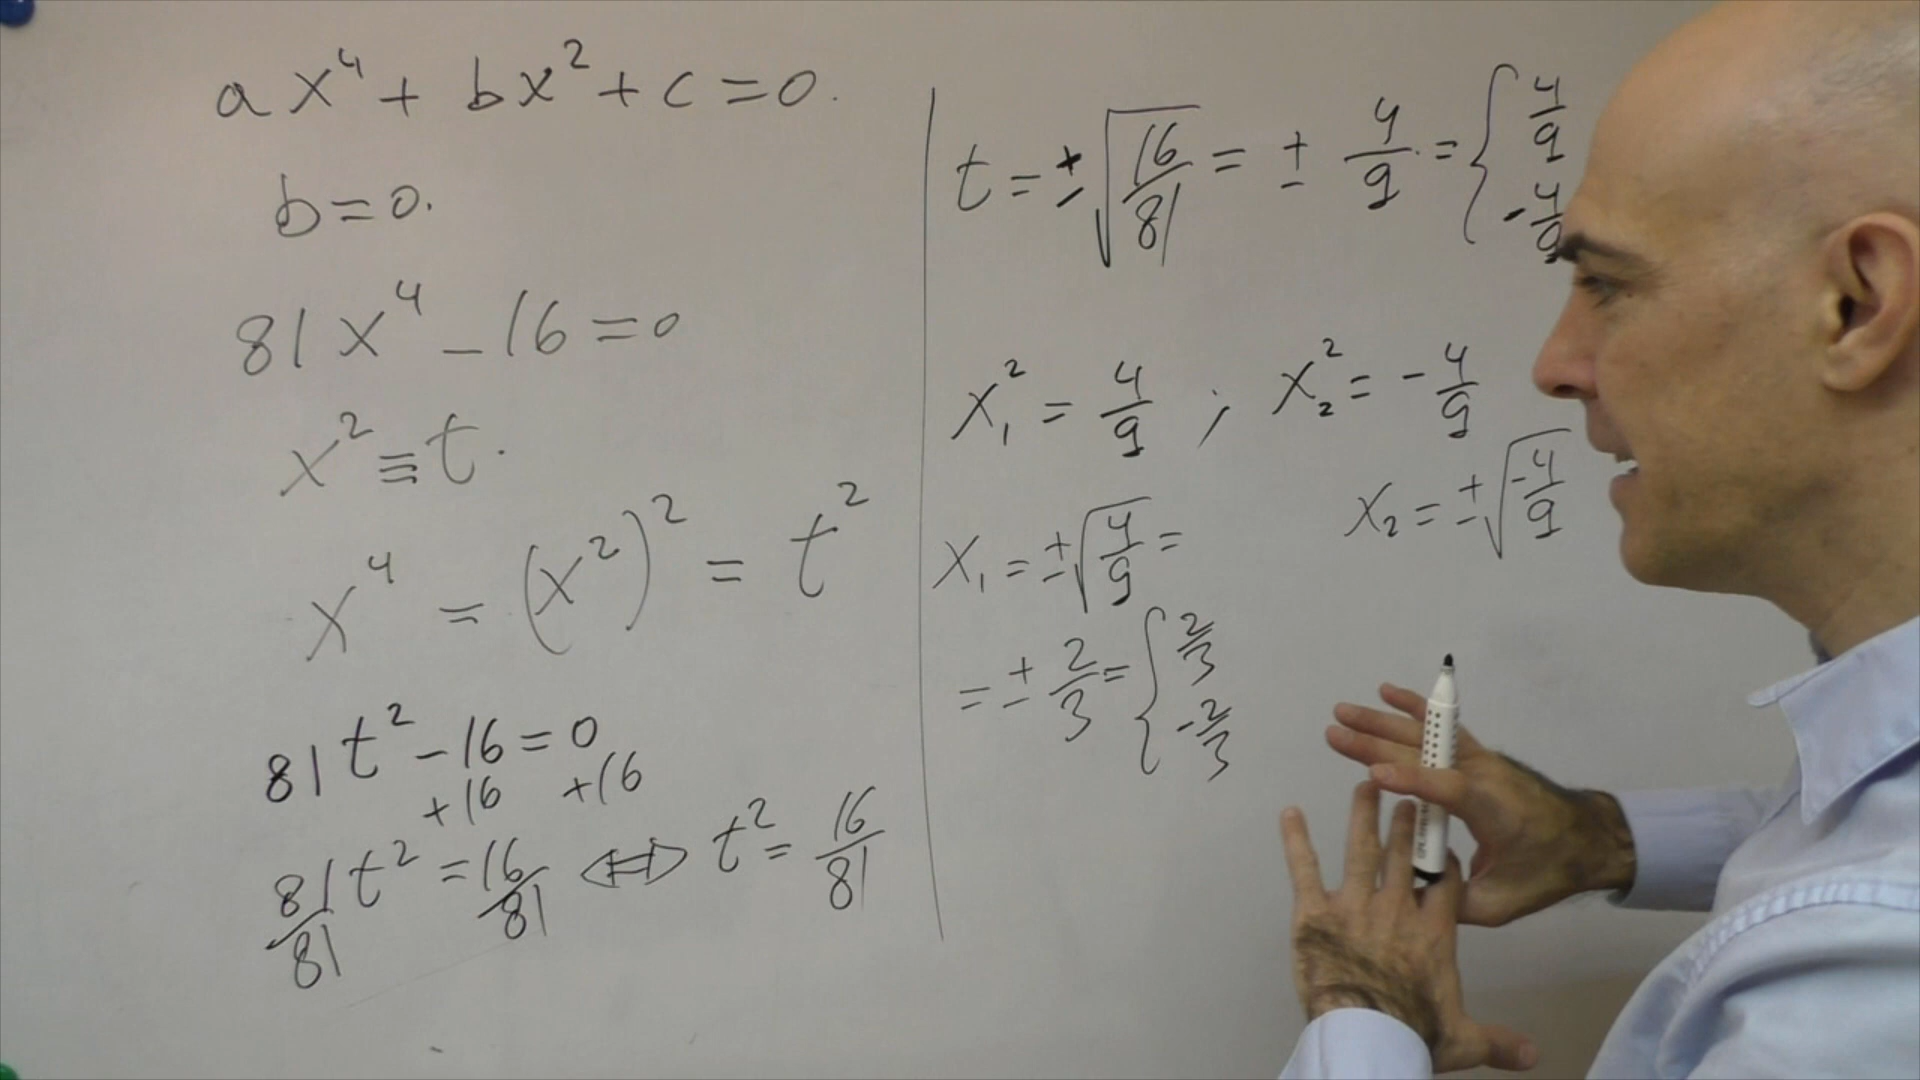 ax⁴ + bx² + c = 0.
b = 0.
81x⁴ - 16 = 0
x² ≡ t.
x⁴ = (x²)² = t²
81t² - 16 = 0
+16 +16
81t²/81 = 16/81 ⇔ t² = 16/81
t = ±√(16/81) = ± 4/9 = { 4/9
-4/9
x₁² = 4/9 ; x₂² = -4/9
x₁ = ±√(4/9) =
= ± 2/3 = { 2/3
-2/3
x₂ = ±√(-4/9)